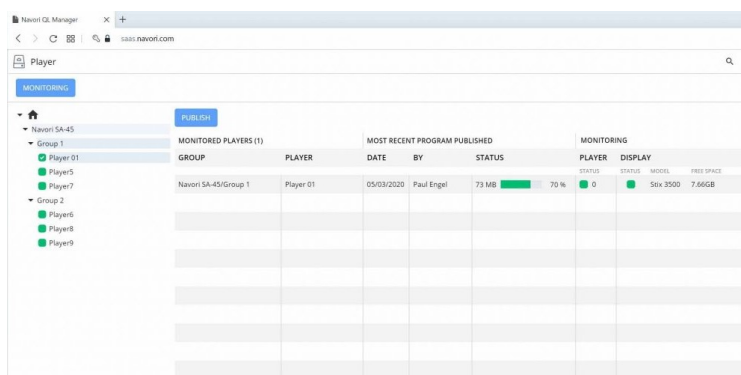 Navori QL Manager
saas.navori.com
Player
MONITORING
PUBLISH
Navori SA-45
Group 1
Player 01
Player5
Player7
Group 2
Player6
Player8
Player9
MONITORED PLAYERS (1) MOST RECENT PROGRAM PUBLISHED MONITORING
GROUP PLAYER DATE BY STATUS PLAYER DISPLAY
STATUS STATUS MODEL FREE SPACE
Navori SA-45/Group 1 Player 01 05/03/2020 Paul Engel 73 MB 70 % 0 Stix 3500 7.66GB